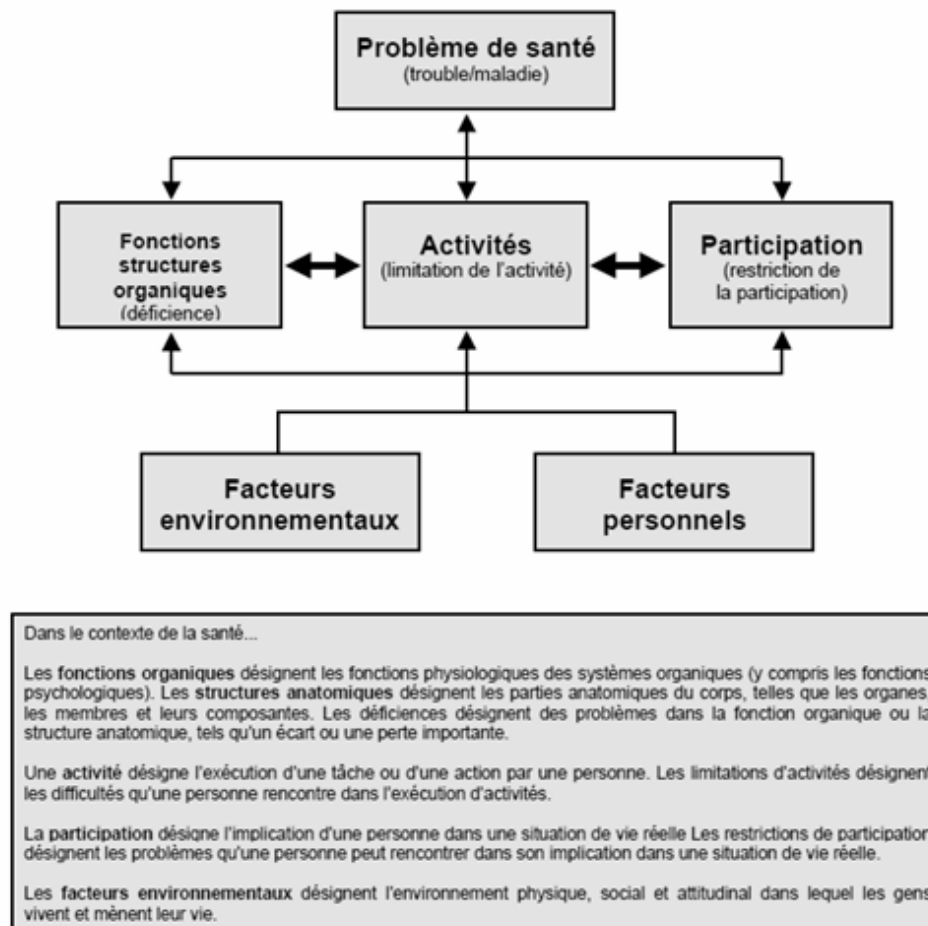 Problème de santé
(trouble/maladie)
Fonctions
structures
organiques
(déficience)
Activités
(limitation de l'activité)
Participation
(restriction de
la participation)
Facteurs
environnementaux
Facteurs
personnels
Dans le contexte de la santé...
Les fonctions organiques désignent les fonctions physiologiques des systèmes organiques (y compris les fonctions
psychologiques). Les structures anatomiques désignent les parties anatomiques du corps, telles que les organes,
les membres et leurs composantes. Les déficiences désignent des problèmes dans la fonction organique ou la
structure anatomique, tels qu'un écart ou une perte importante.
Une activité désigne l'exécution d'une tâche ou d'une action par une personne. Les limitations d'activités désignent
les difficultés qu'une personne rencontre dans l'exécution d'activités.
La participation désigne l'implication d'une personne dans une situation de vie réelle Les restrictions de participation
désignent les problèmes qu'une personne peut rencontrer dans son implication dans une situation de vie réelle.
Les facteurs environnementaux désignent l'environnement physique, social et attitudinal dans lequel les gens
vivent et mènent leur vie.